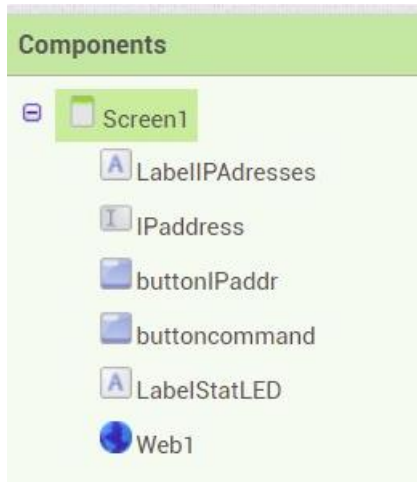 Components
Screen1
LabelIPAdresses
IPaddress
buttonIPaddr
buttoncommand
LabelStatLED
Web1